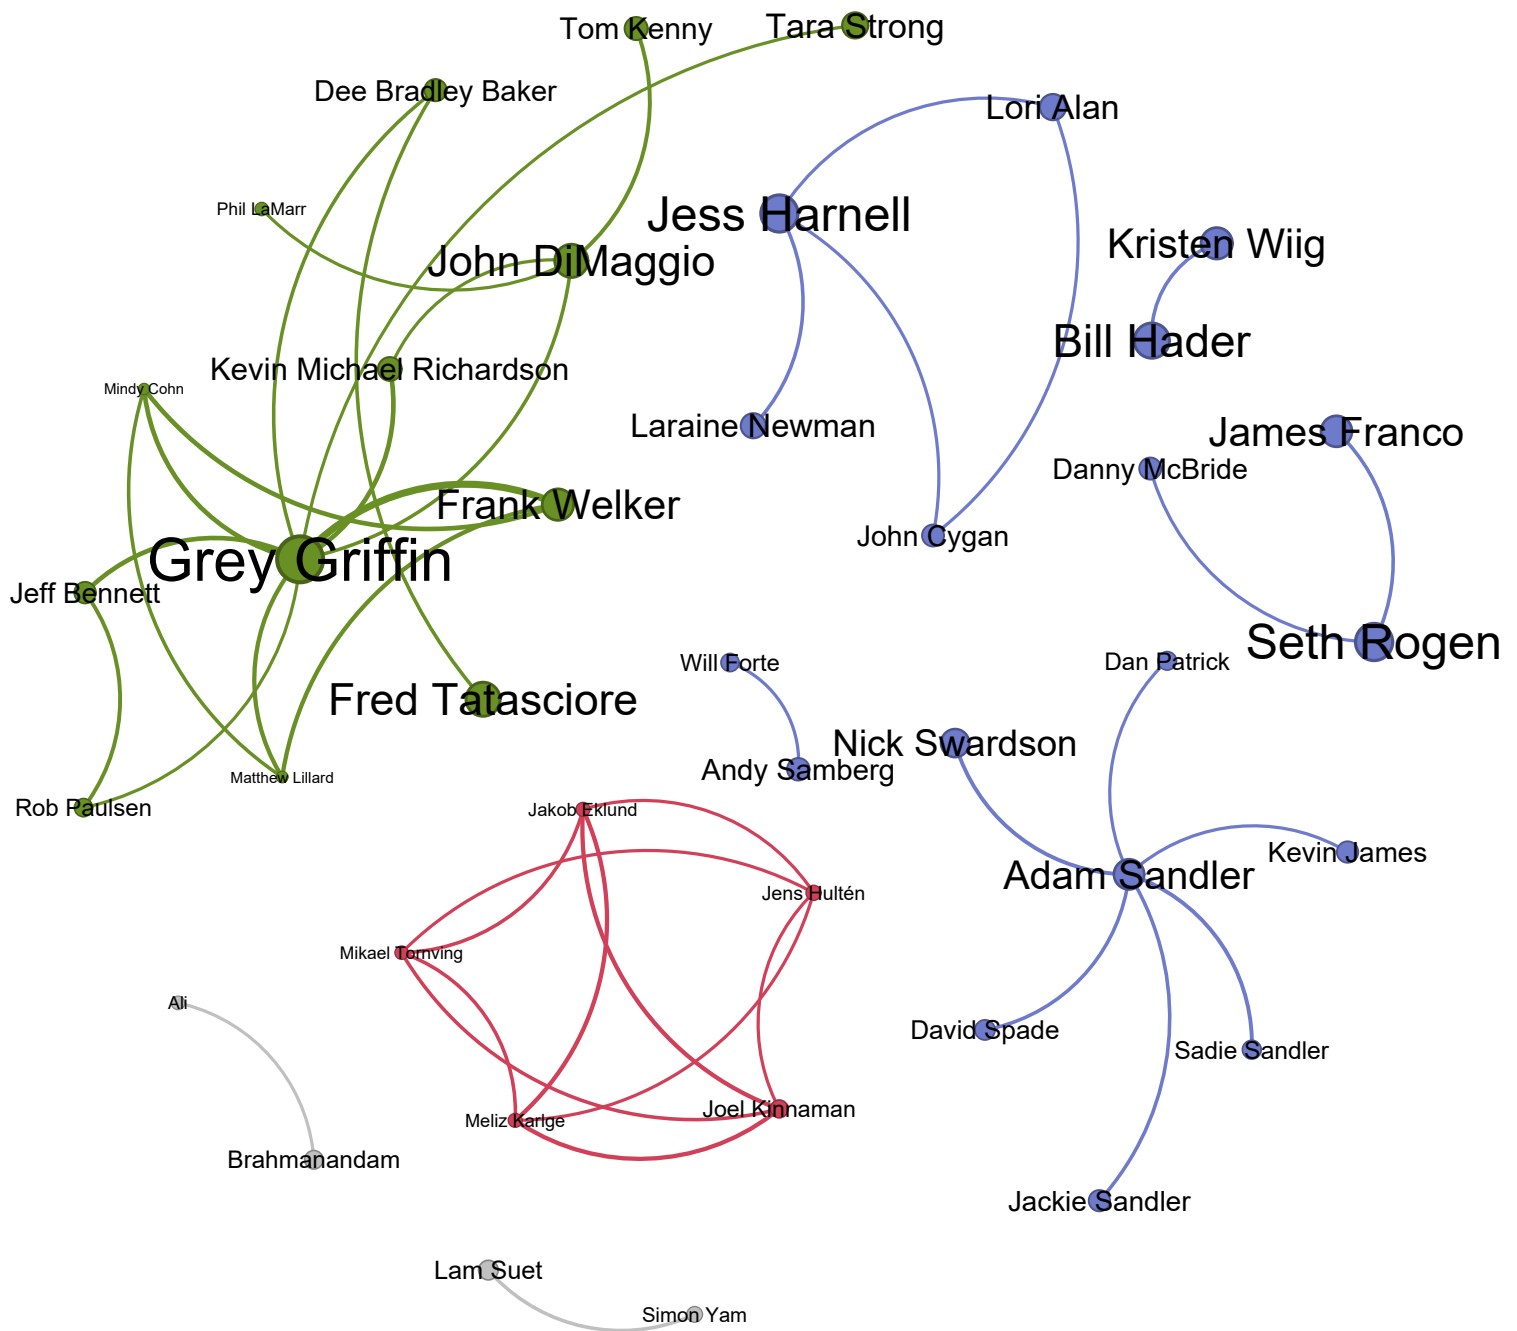 Tom Kenny
Tara Strong
Dee Bradley Baker
Lori Alan
Phil LaMarr
Jess Harnell
Kristen Wiig
John DiMaggio
Bill Hader
Kevin Michael Richardson
Mindy Cohn
Laraine Newman
James Franco
Danny McBride
Frank Welker
John Cygan
Grey Griffin
Jeff Bennett
Seth Rogen
Will Forte
Dan Patrick
Fred Tatasciore
Nick Swardson
Andy Samberg
Matthew Lillard
Rob Paulsen
Jakob Eklund
Kevin James
Adam Sandler
Jens Hultén
Mikael Tornving
Ali
David Spade
Sadie Sandler
Joel Kinnaman
Meliz Karlge
Brahmanandam
Jackie Sandler
Lam Suet
Simon Yam